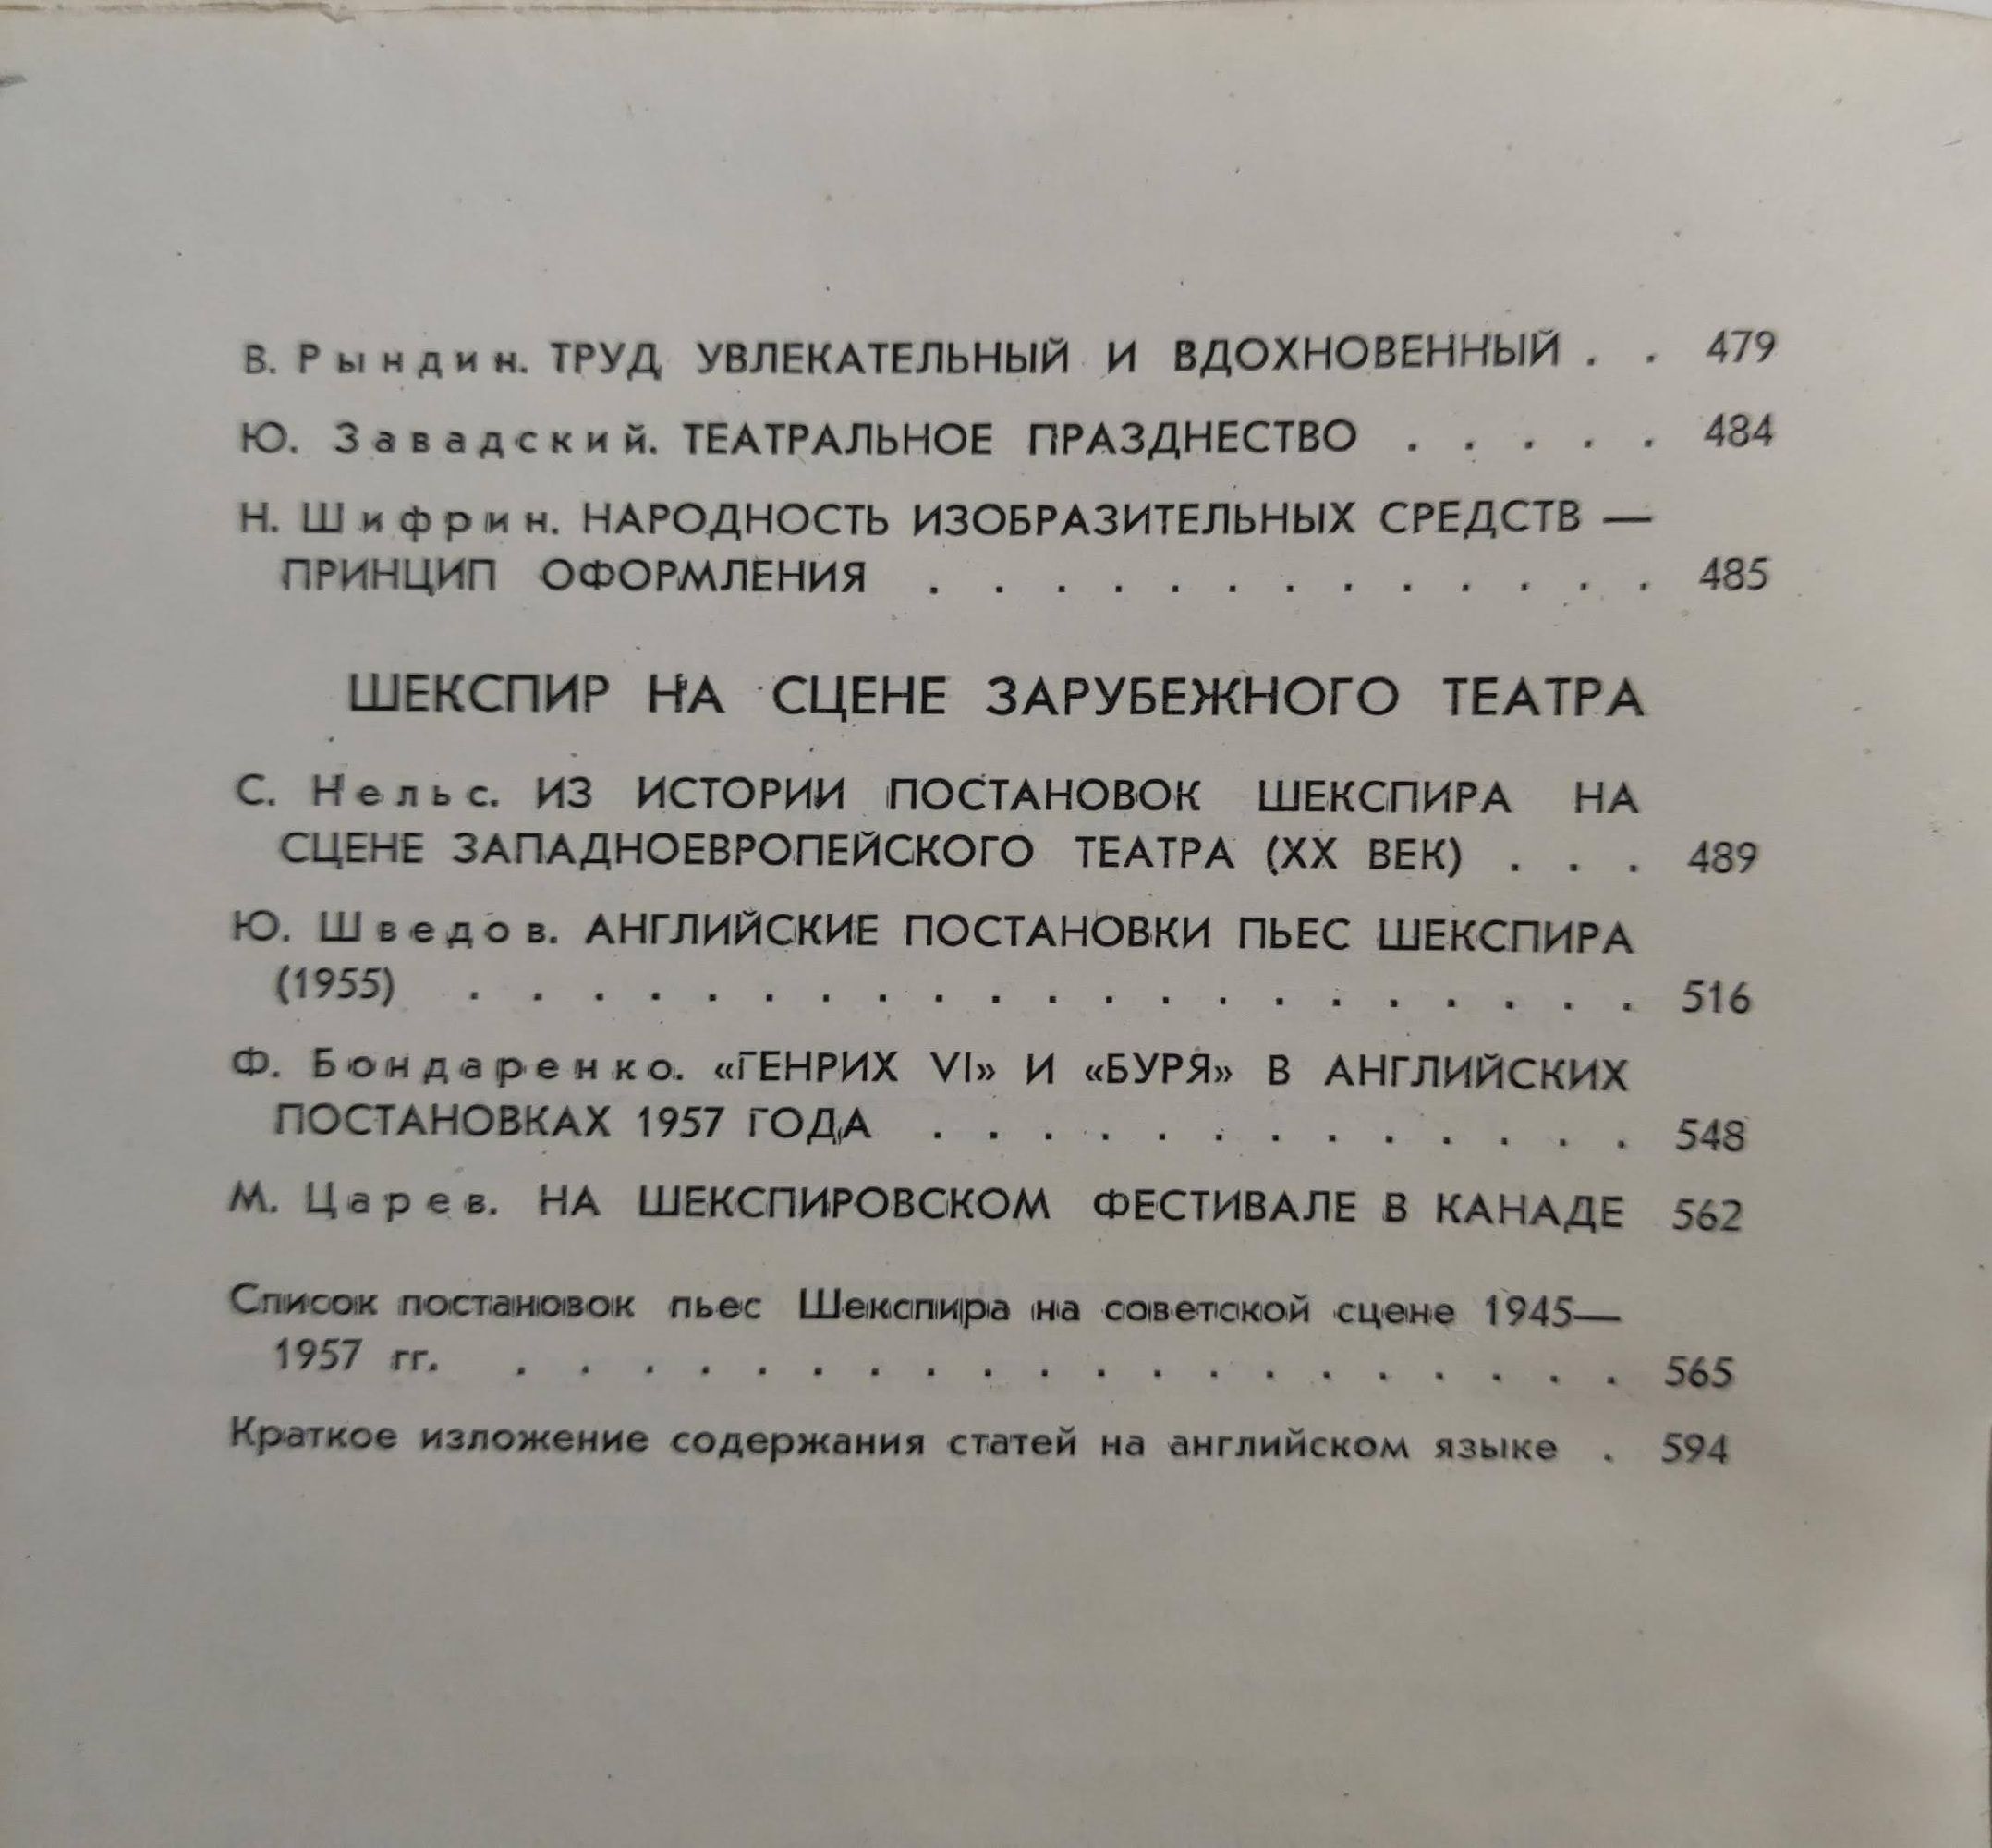 В. Рындин. ТРУД УВЛЕКАТЕЛЬНЫЙ И ВДОХНОВЕННЫЙ . . 479
Ю. Завадский. ТЕАТРАЛЬНОЕ ПРАЗДНЕСТВО . . . . . 484
Н. Шифрин. НАРОДНОСТЬ ИЗОБРАЗИТЕЛЬНЫХ СРЕДСТВ —
ПРИНЦИП ОФОРМЛЕНИЯ . . . . . . . . . . . . . 485
ШЕКСПИР НА СЦЕНЕ ЗАРУБЕЖНОГО ТЕАТРА
С. Нельс. ИЗ ИСТОРИИ ПОСТАНОВОК ШЕКСПИРА НА
СЦЕНЕ ЗАПАДНОЕВРОПЕЙСКОГО ТЕАТРА (XX ВЕК) . . . 489
Ю. Шведов. АНГЛИЙСКИЕ ПОСТАНОВКИ ПЬЕС ШЕКСПИРА
(1955) . . . . . . . . . . . . . . . . . . . . . 516
Ф. Бондаренко. «ГЕНРИХ VI» И «БУРЯ» В АНГЛИЙСКИХ
ПОСТАНОВКАХ 1957 ГОДА . . . . . . . . . . . . . 548
М. Царев. НА ШЕКСПИРОВСКОМ ФЕСТИВАЛЕ В КАНАДЕ 562
Список постановок пьес Шекспира на советской сцене 1945—
1957 гг. . . . . . . . . . . . . . . . . . . . . 565
Краткое изложение содержания статей на английском языке . 594